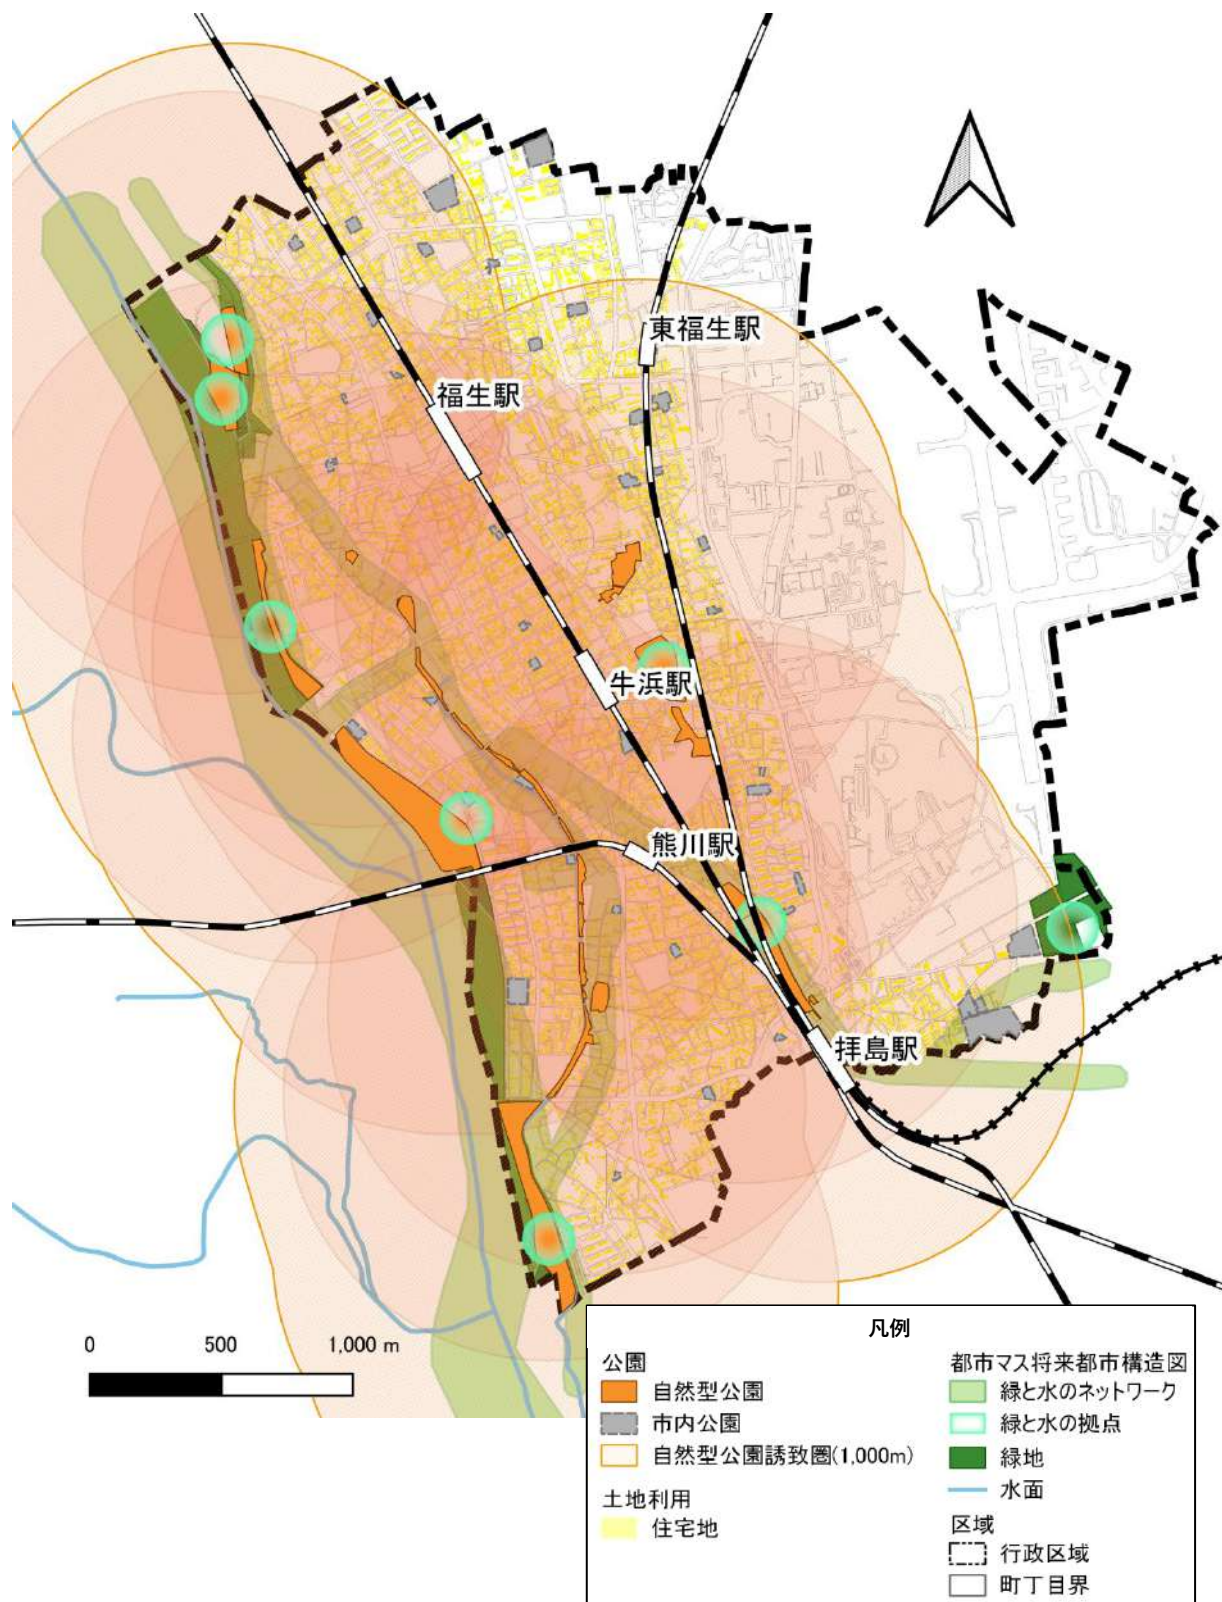 東福生駅
福生駅
牛浜駅
熊川駅
拝島駅
0 500 1,000 m
凡例
公園
自然型公園
市内公園
自然型公園誘致圏(1,000m)
土地利用
住宅地
都市マス将来都市構造図
緑と水のネットワーク
緑と水の拠点
緑地
水面
区域
行政区域
町丁目界